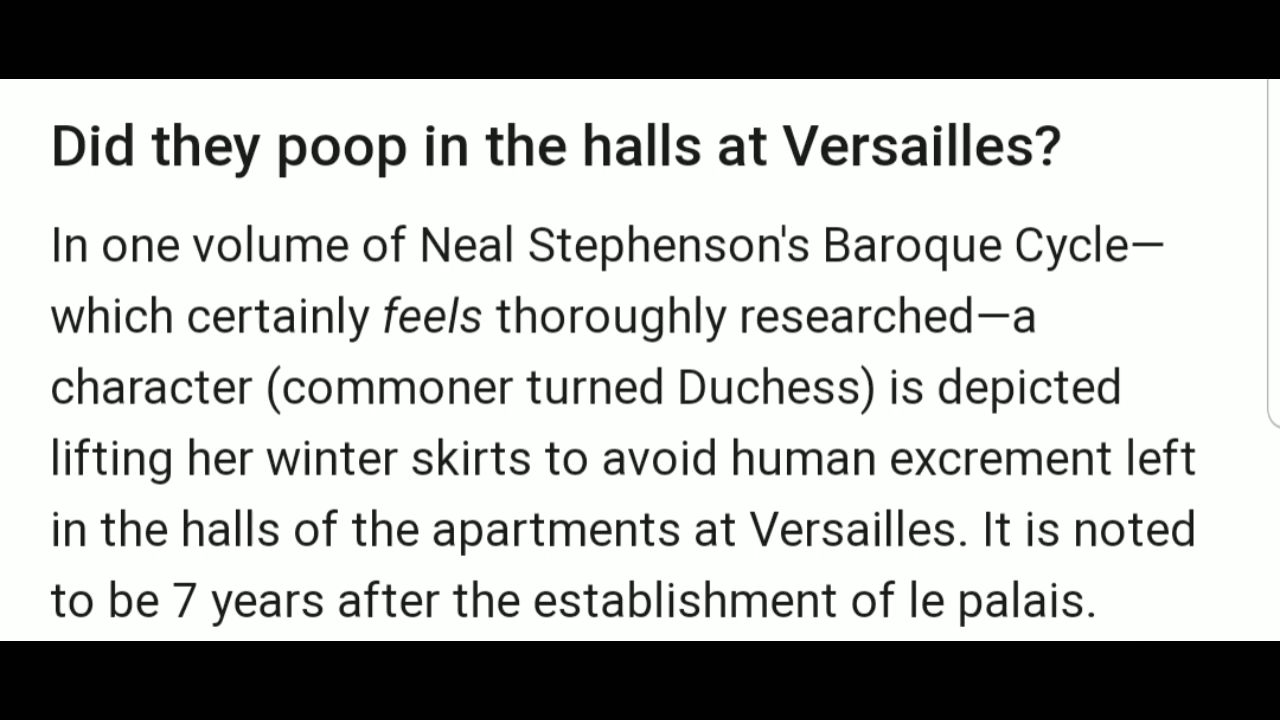 Did they poop in the halls at Versailles?
In one volume of Neal Stephenson's Baroque Cycle—
which certainly feels thoroughly researched—a
character (commoner turned Duchess) is depicted
lifting her winter skirts to avoid human excrement left
in the halls of the apartments at Versailles. It is noted
to be 7 years after the establishment of le palais.